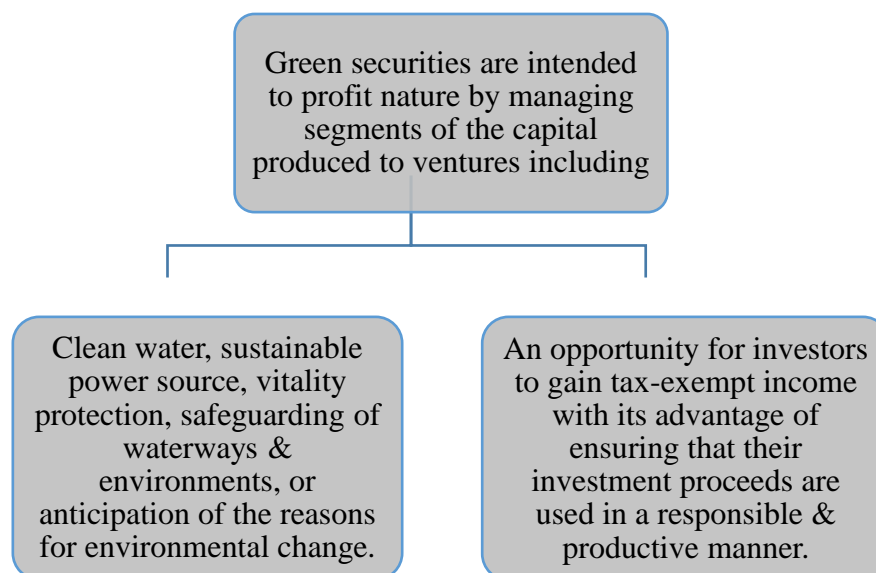 Green securities are intended
to profit nature by managing
segments of the capital
produced to ventures including
Clean water, sustainable
power source, vitality
protection, safeguarding of
waterways &
environments, or
anticipation of the reasons
for environmental change.
An opportunity for investors
to gain tax-exempt income
with its advantage of
ensuring that their
investment proceeds are
used in a responsible &
productive manner.